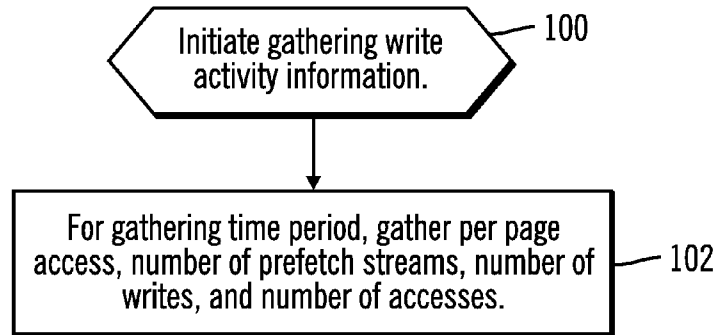 Initiate gathering write
activity information.
100
For gathering time period, gather per page
access, number of prefetch streams, number of
writes, and number of accesses.
102